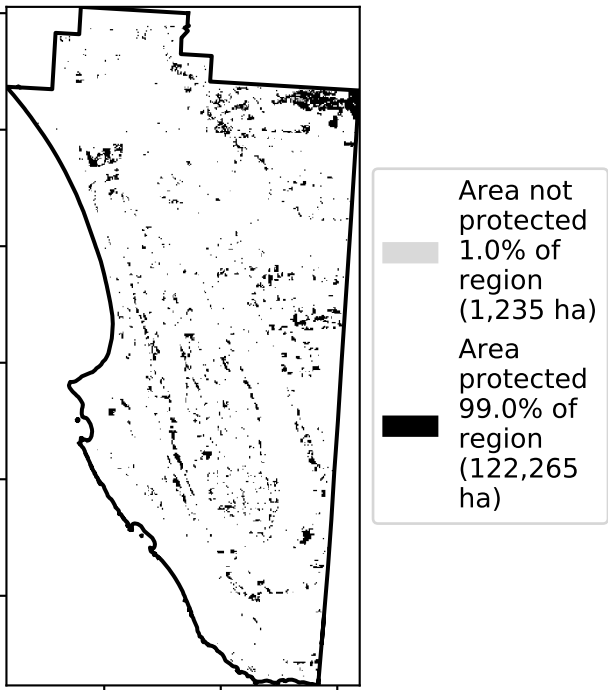 Area not
protected
1.0% of
region
(1,235 ha)
Area
protected
99.0% of
region
(122,265
ha)